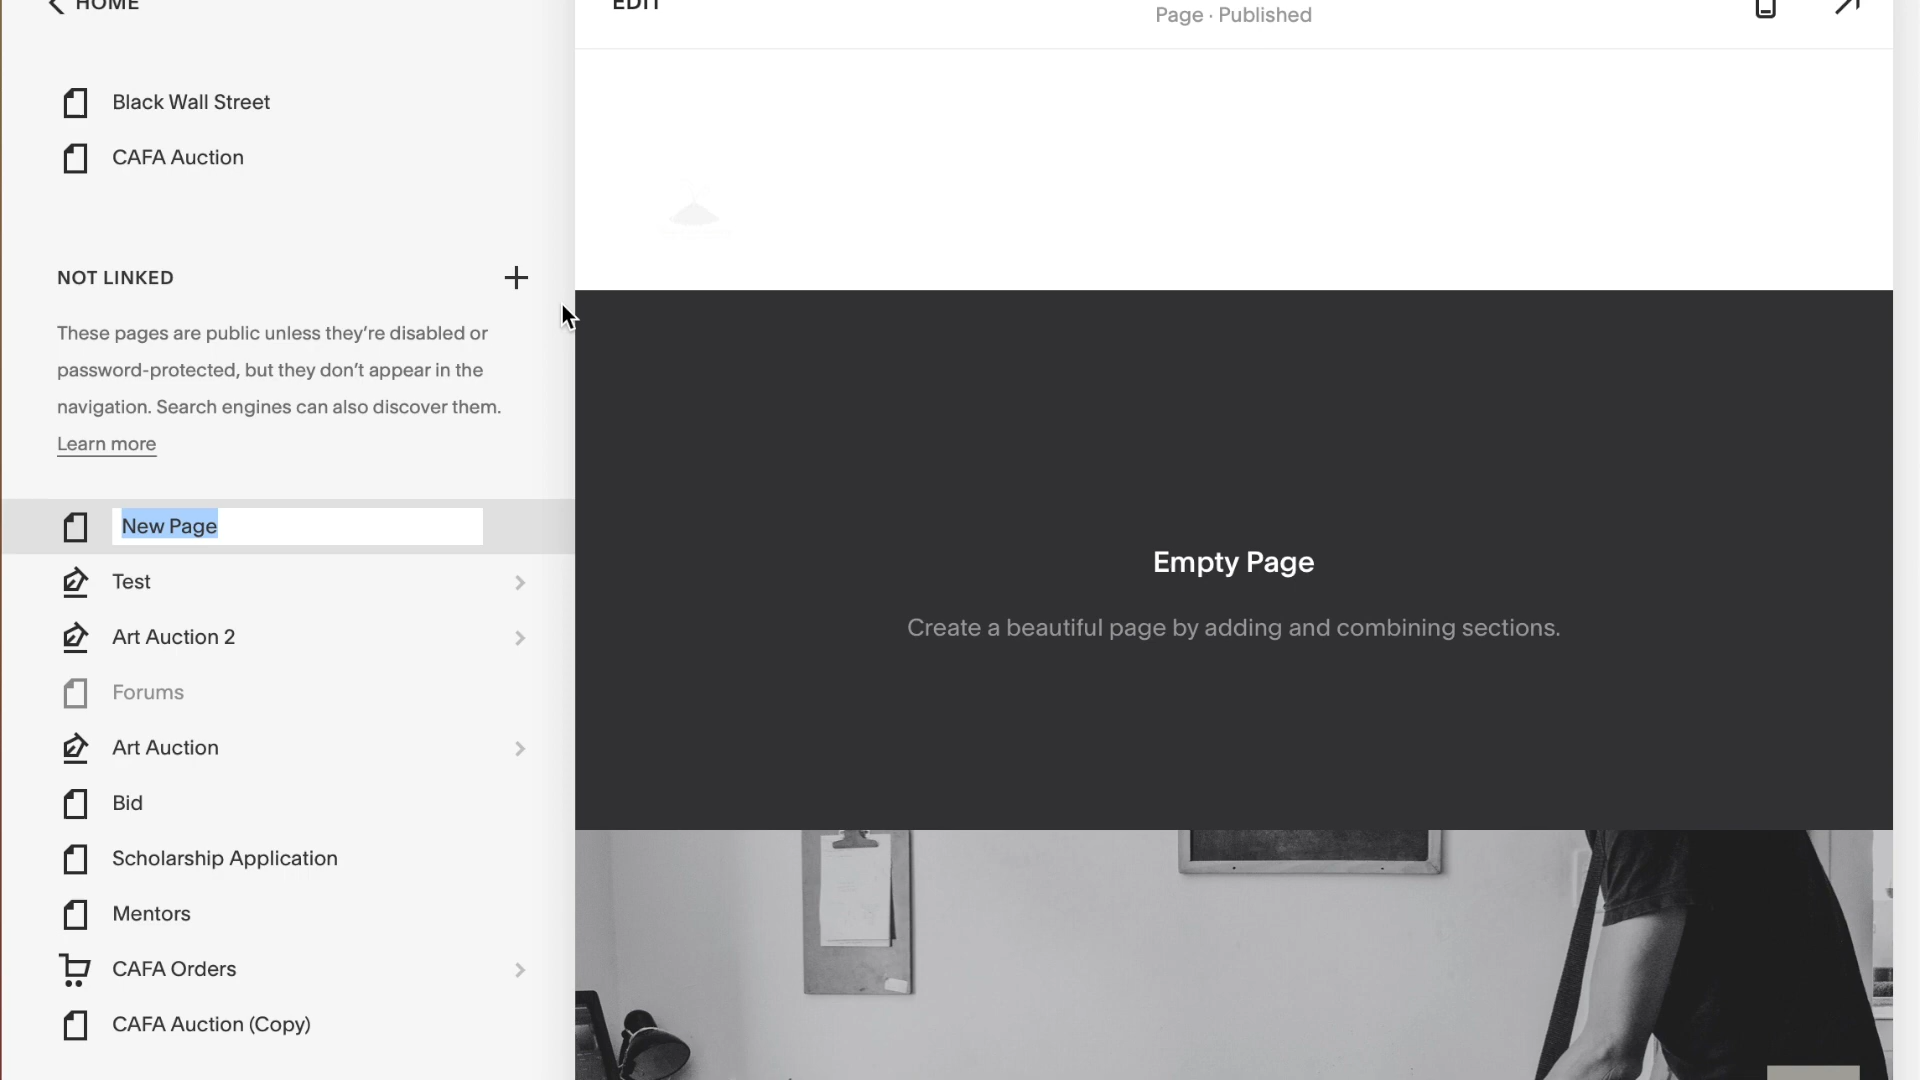 HOME
EDIT
Page · Published
Black Wall Street
CAFA Auction
NOT LINKED
These pages are public unless they’re disabled or
password-protected, but they don’t appear in the
navigation. Search engines can also discover them.
Learn more
New Page
Test
Art Auction 2
Forums
Art Auction
Bid
Scholarship Application
Mentors
CAFA Orders
CAFA Auction (Copy)
Empty Page
Create a beautiful page by adding and combining sections.